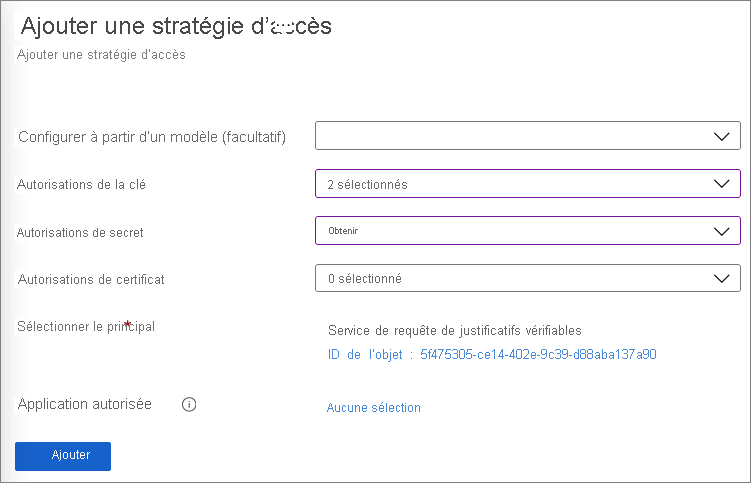 Ajouter une stratégie d'accès
Ajouter une stratégie d'accès
Configurer à partir d'un modèle (facultatif)
Autorisations de la clé
2 sélectionnés
Autorisations de secret
Obtenir
Autorisations de certificat
0 sélectionné
Sélectionner le principal
*
Service de requête de justificatifs vérifiables
ID de l'objet : 5f475305-ce14-402e-9c39-d88aba137a90
Application autorisée
Aucune sélection
Ajouter